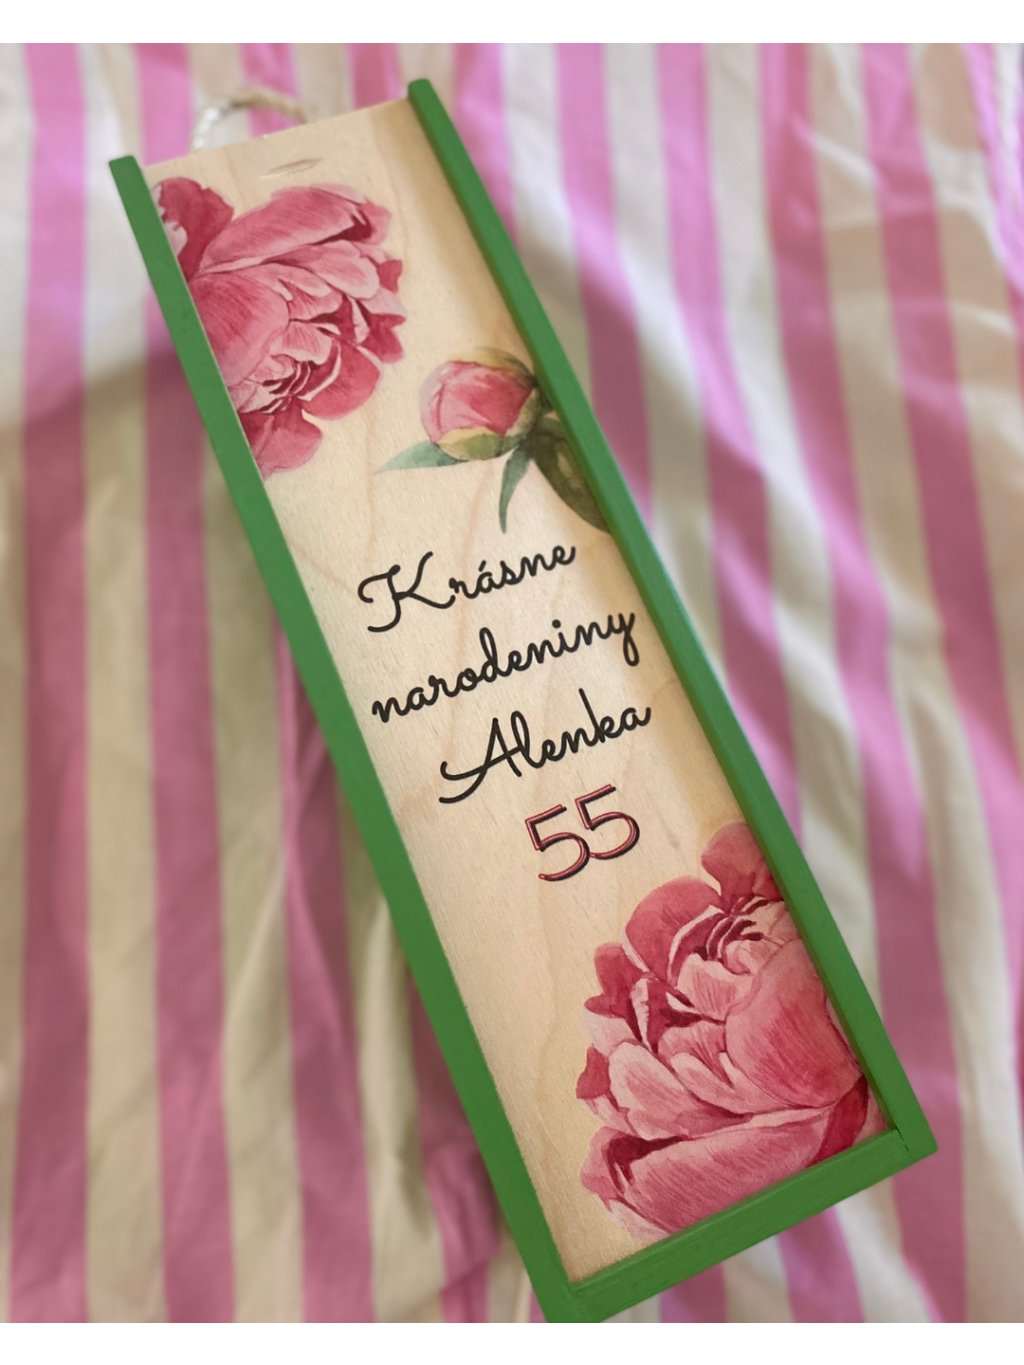 Krásne
narodeniny
Alenka
55